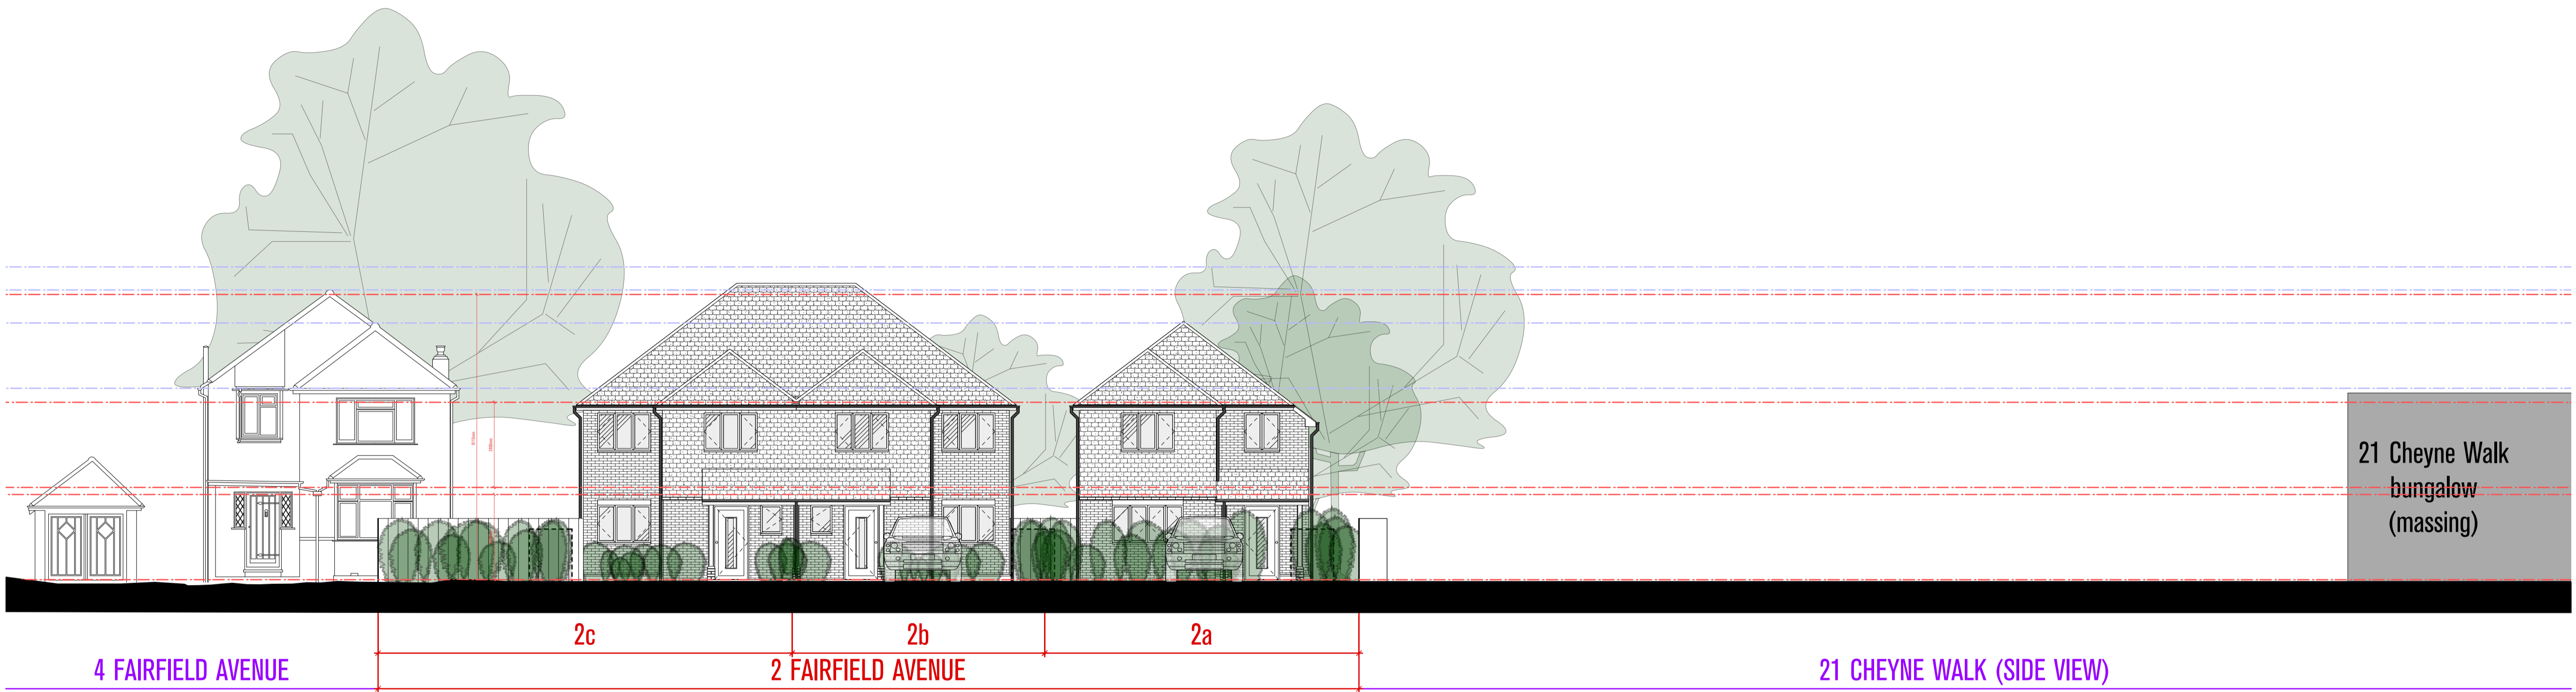 21 Cheyne Walk
bungalow
(massing)
2c
2b
2a
4 FAIRFIELD AVENUE
2 FAIRFIELD AVENUE
21 CHEYNE WALK (SIDE VIEW)